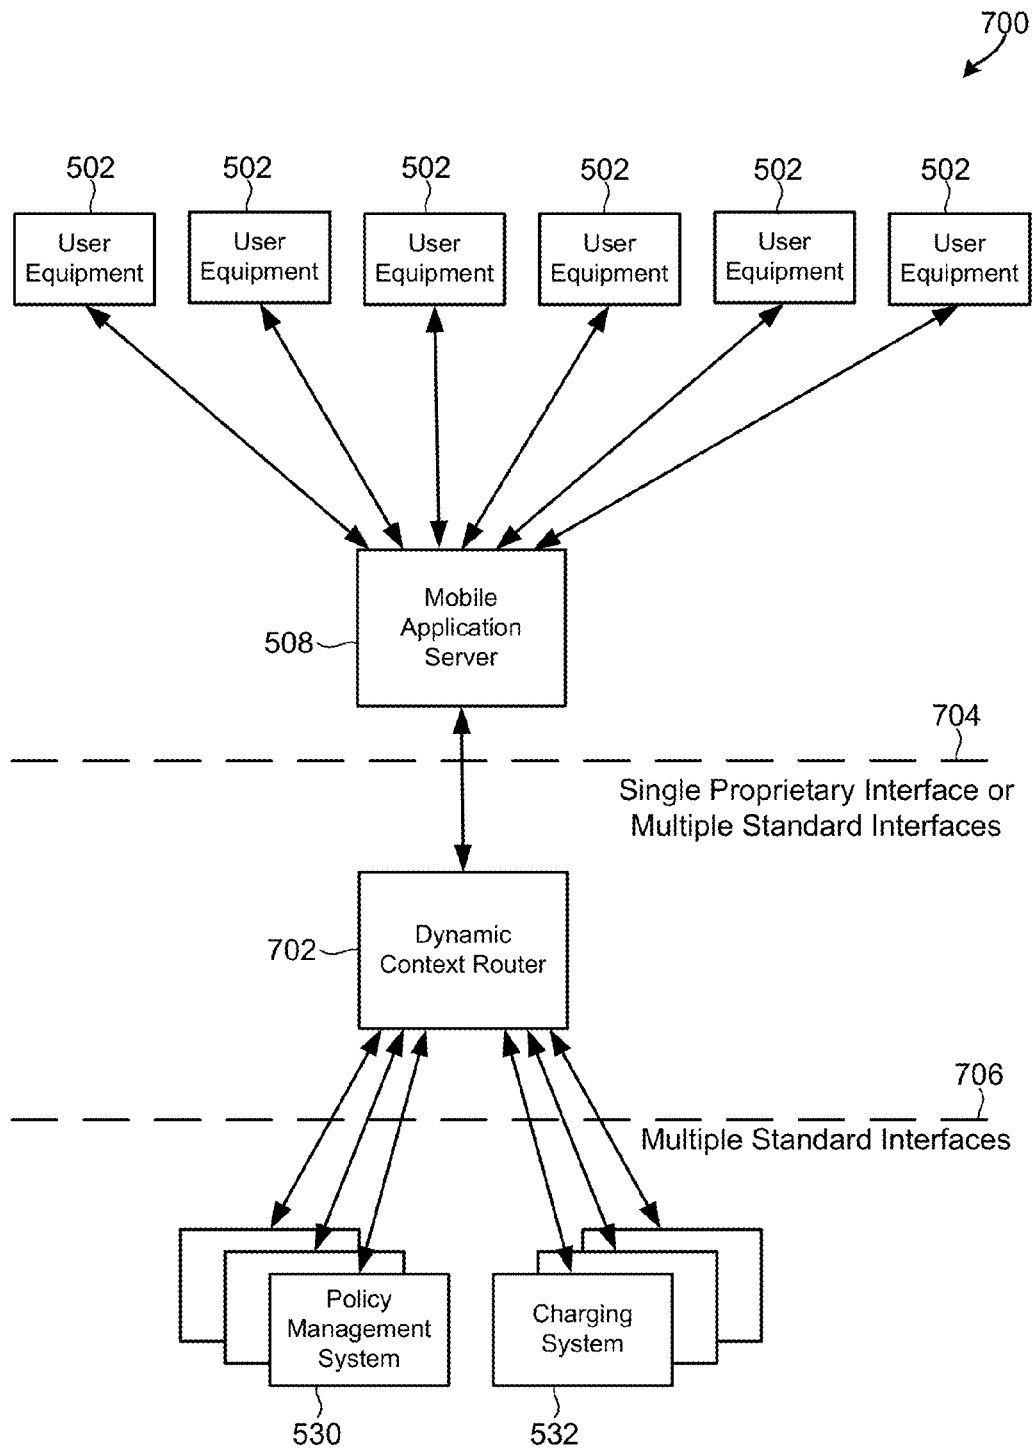 700
502 502 502 502 502 502
User Equipment
User Equipment
User Equipment
User Equipment
User Equipment
User Equipment
Mobile
Application
Server
508
704
Single Proprietary Interface or
Multiple Standard Interfaces
Dynamic
Context Router
702
706
Multiple Standard Interfaces
Policy
Management
System
Charging
System
530
532